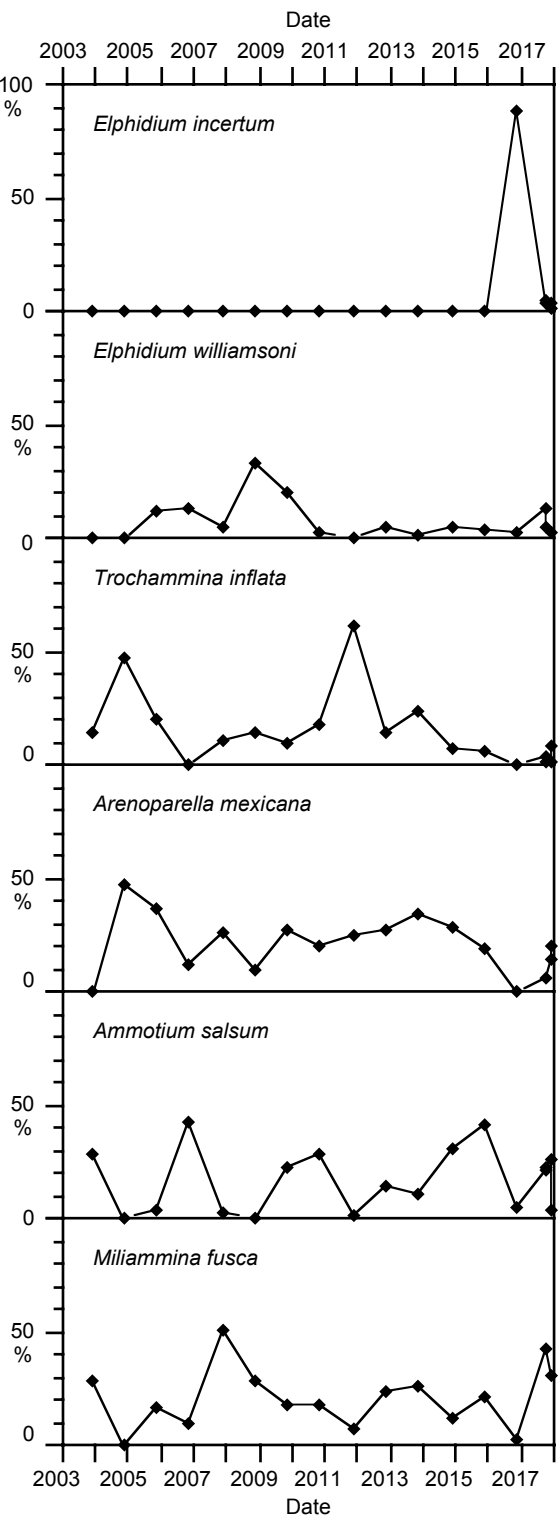 Date
2003 2005 2007 2009 2011 2013 2015 2017
100
%
Elphidium incertum
50
0
Elphidium williamsoni
50
%
0
Trochammina inflata
50
%
0
Arenoparella mexicana
50
%
0
Ammotium salsum
50
%
0
Miliammina fusca
50
%
0
2003 2005 2007 2009 2011 2013 2015 2017
Date